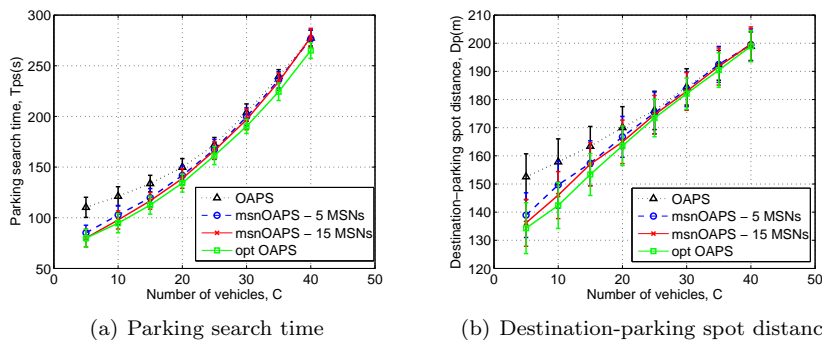 300
250
200
150
100
50
0
10
20
30
40
50
Parking search time, Tps(s)
Number of vehicles, C
OAPS
msnOAPS − 5 MSNs
msnOAPS − 15 MSNs
opt OAPS
(a) Parking search time
210
200
190
180
170
160
150
140
130
120
0
10
20
30
40
50
Destination−parking spot distance, Dp(m)
Number of vehicles, C
OAPS
msnOAPS − 5 MSNs
msnOAPS − 15 MSNs
opt OAPS
(b) Destination-parking spot distanc